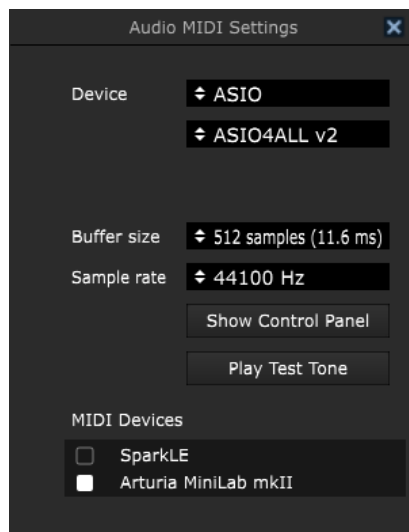 Audio MIDI Settings
Device
ASIO
ASIO4ALL v2
Buffer size
512 samples (11.6 ms)
Sample rate
44100 Hz
Show Control Panel
Play Test Tone
MIDI Devices
SparkLE
Arturia MiniLab mkII